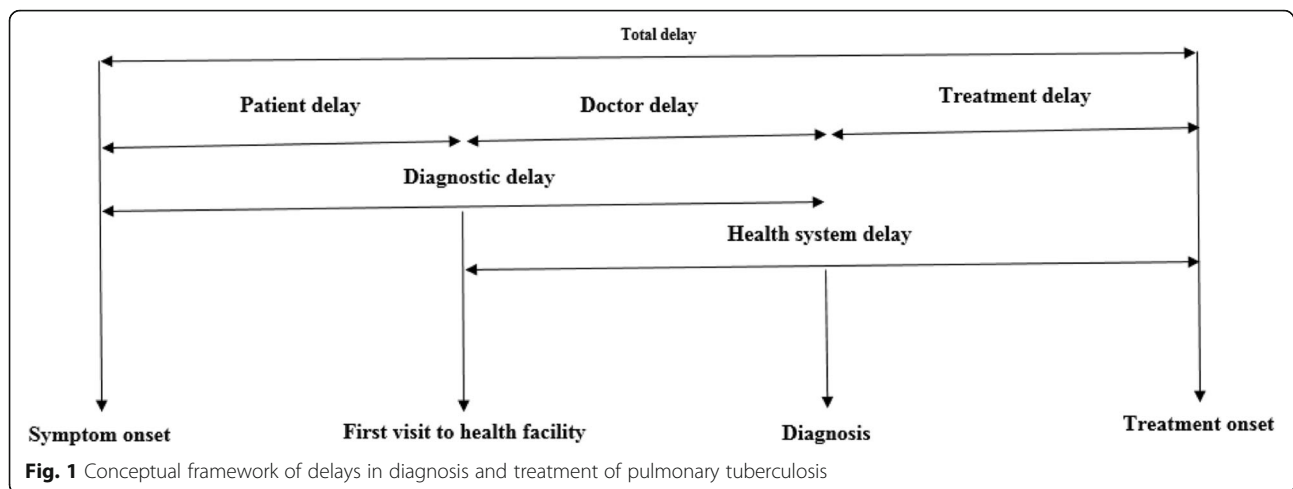 Total delay
Patient delay
Doctor delay
Treatment delay
Diagnostic delay
Health system delay
Symptom onset
First visit to health facility
Diagnosis
Treatment onset
Fig. 1 Conceptual framework of delays in diagnosis and treatment of pulmonary tuberculosis